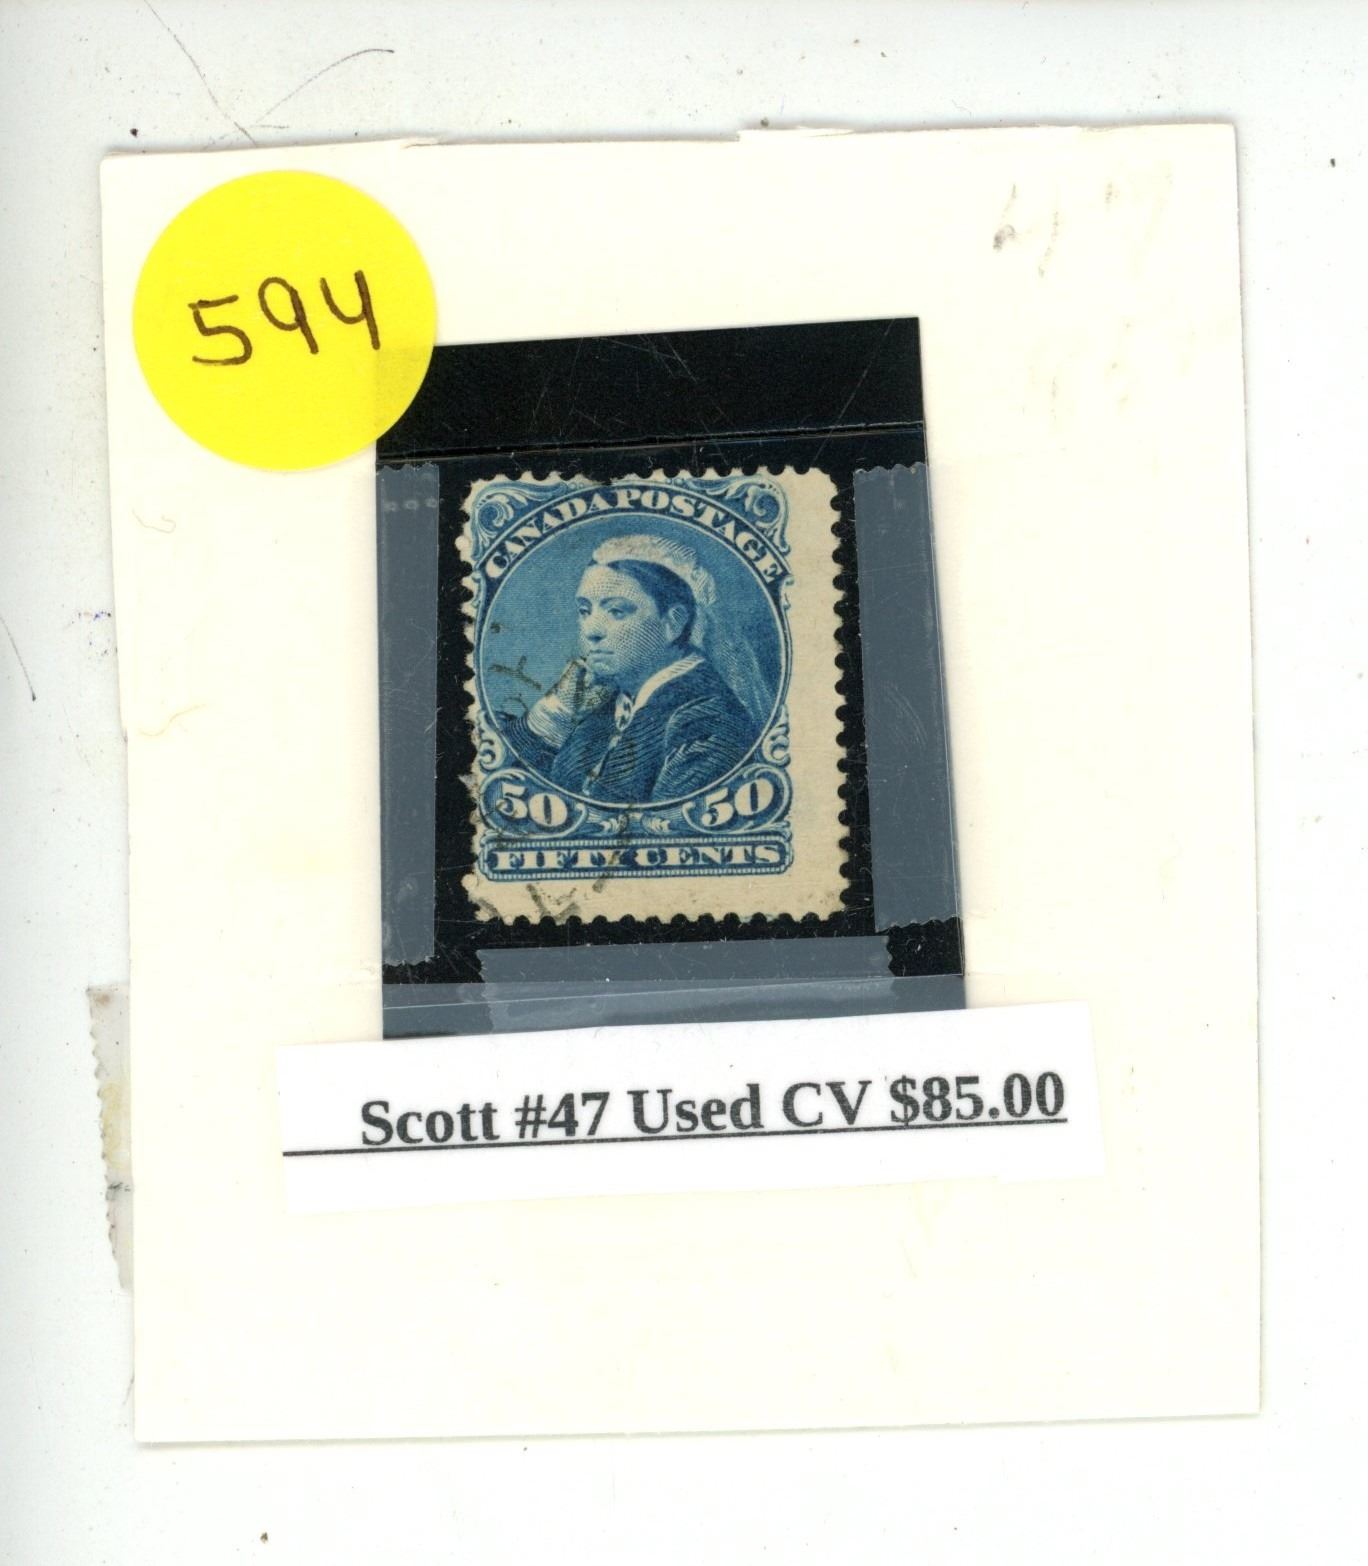 594
CANADA POSTAGE
50 50
FIFTY CENTS
Scott #47 Used CV $85.00